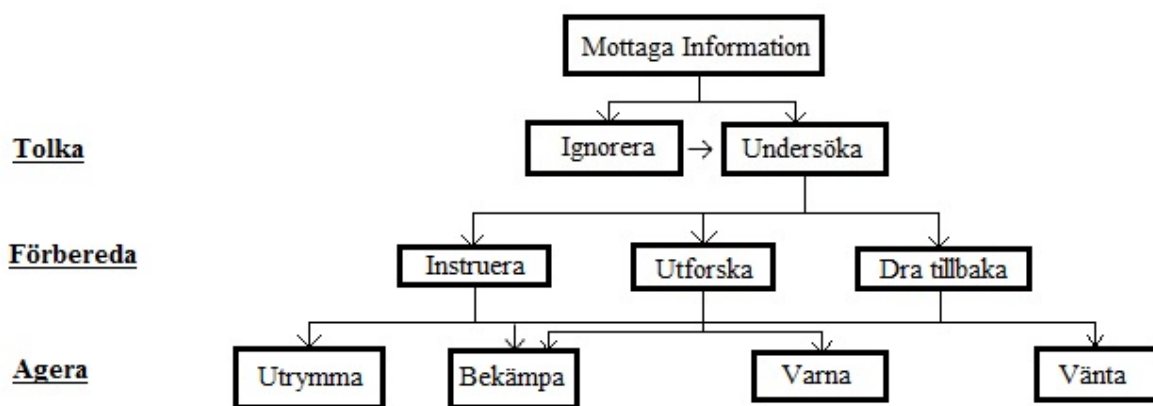 Mottaga Information
Tolka
Ignorera
Undersöka
Förbereda
Instruera
Utforska
Dra tillbaka
Agera
Utrymma
Bekämpa
Varna
Vänta